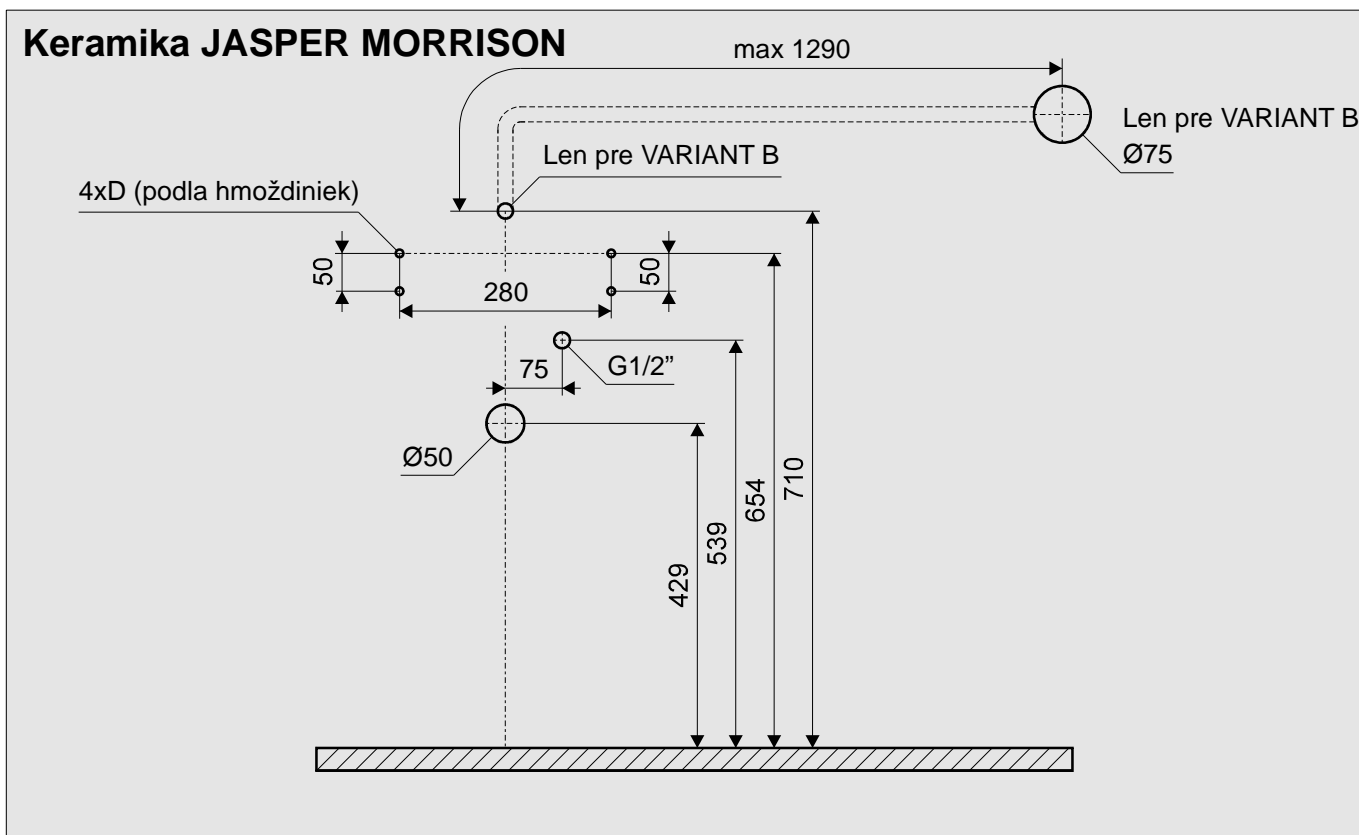 Keramika JASPER MORRISON
max 1290
Len pre VARIANT B
Ø75
Len pre VARIANT B
4xD (podla hmoždiniek)
50
50
280
75
G1/2”
Ø50
710
654
539
429